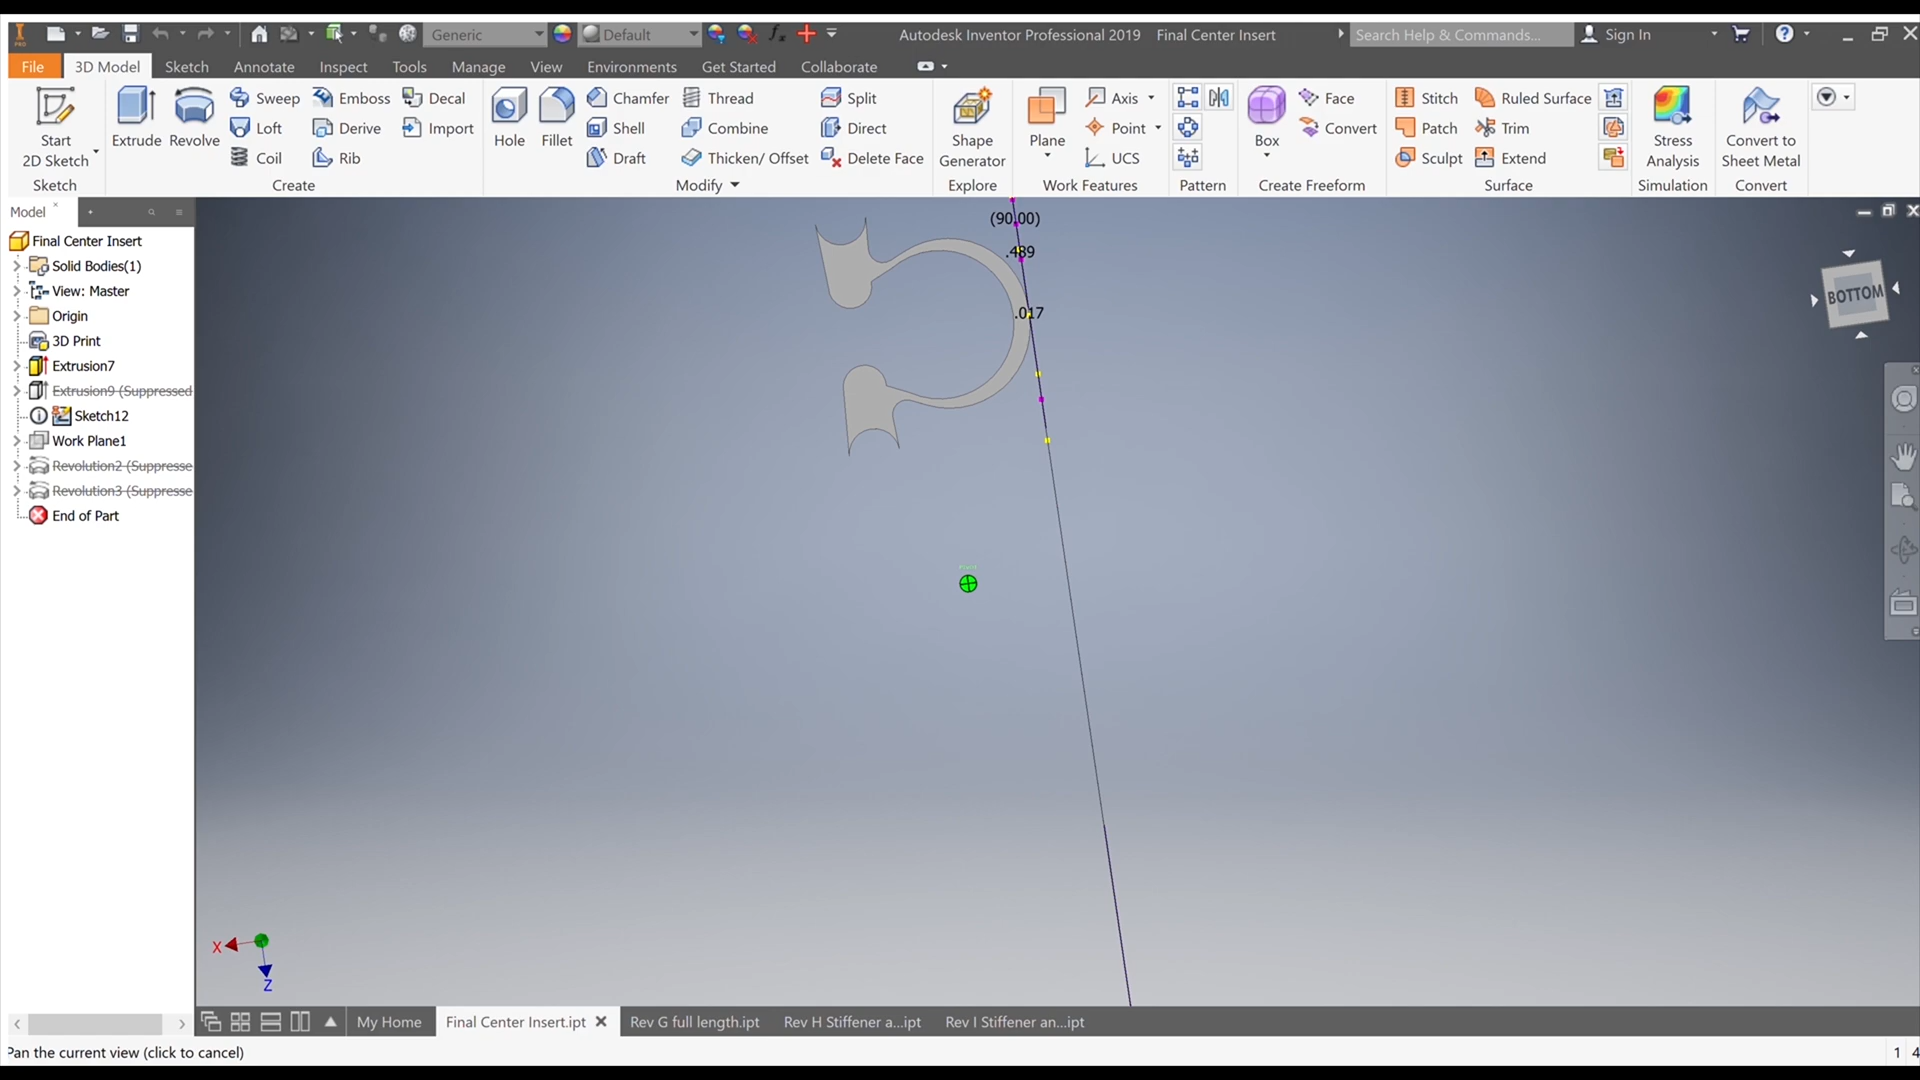 Generic
Default
Autodesk Inventor Professional 2019 Final Center Insert
Search Help & Commands...
Sign In
File 3D Model Sketch Annotate Inspect Tools Manage View Environments Get Started Collaborate
Start
2D Sketch
Sketch
Extrude
Revolve
Sweep
Loft
Coil
Emboss
Derive
Rib
Decal
Import
Create
Hole
Fillet
Chamfer
Shell
Draft
Thread
Combine
Thicken/ Offset
Split
Direct
Delete Face
Modify
Shape
Generator
Explore
Plane
Axis
Point
UCS
Work Features
Pattern
Box
Face
Convert
Create Freeform
Stitch
Patch
Sculpt
Ruled Surface
Trim
Extend
Surface
Stress
Analysis
Simulation
Convert to
Sheet Metal
Convert
Model
Final Center Insert
Solid Bodies(1)
View: Master
Origin
3D Print
Extrusion7
Extrusion9 (Suppressed
Sketch12
Work Plane1
Revolution2 (Suppresse
Revolution3 (Suppresse
End of Part
(90.00)
.489
.017
BOTTOM
X
Z
My Home
Final Center Insert.ipt
Rev G full length.ipt
Rev H Stiffener a...ipt
Rev I Stiffener an...ipt
Pan the current view (click to cancel)
1 4